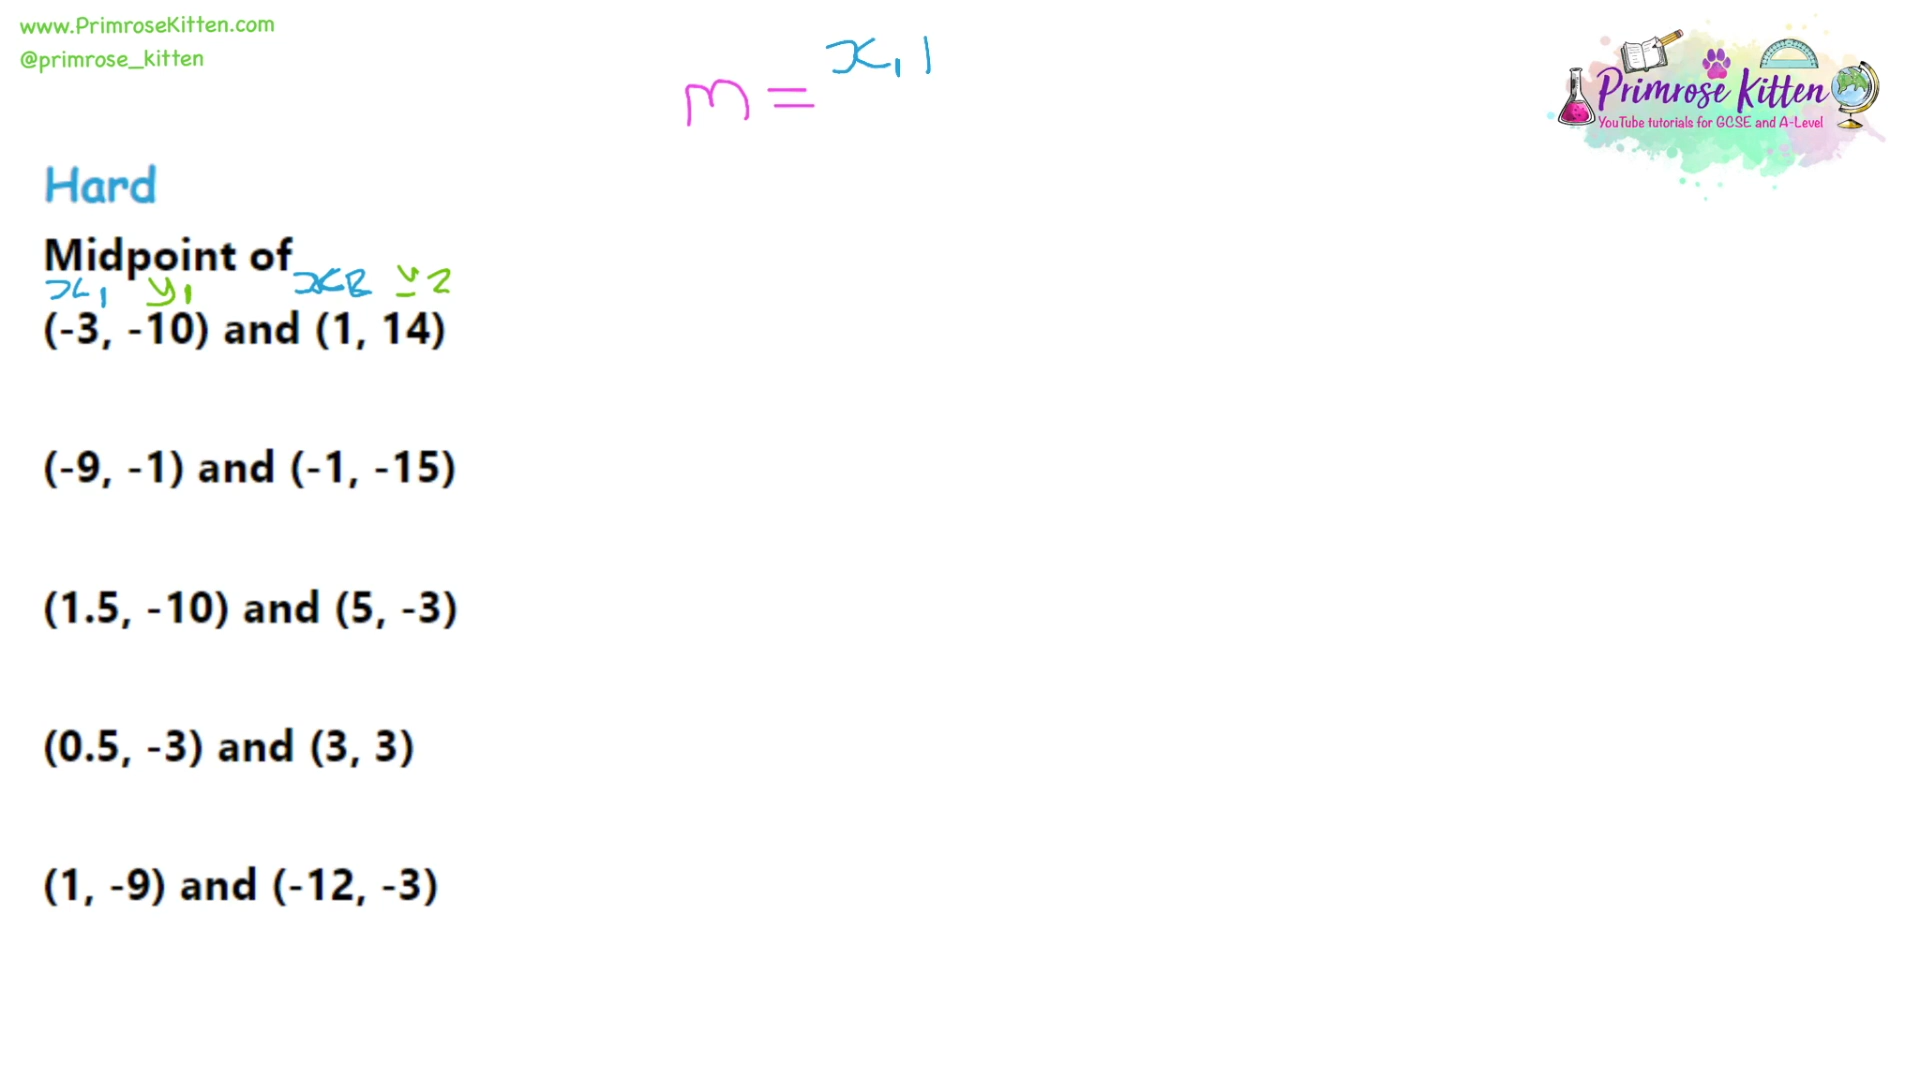 www.PrimroseKitten.com
@primrose_kitten
m = x₁ 1
Primrose Kitten
YouTube tutorials for GCSE and A-Level
Hard
Midpoint of
x₁ y₁ x2 y2
(-3, -10) and (1, 14)
(-9, -1) and (-1, -15)
(1.5, -10) and (5, -3)
(0.5, -3) and (3, 3)
(1, -9) and (-12, -3)